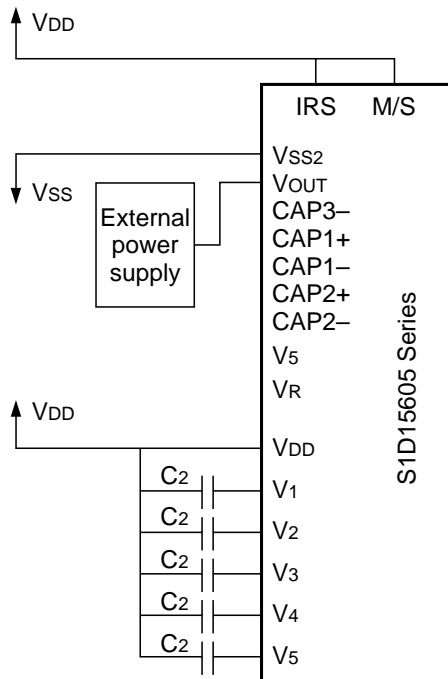 VDD
IRS M/S
VSS2
VSS
VOUT
External
power
supply
CAP3–
CAP1+
CAP1–
CAP2+
CAP2–
V5
VR
S1D15605 Series
VDD
VDD
C2 V1
C2 V2
C2 V3
C2 V4
C2 V5